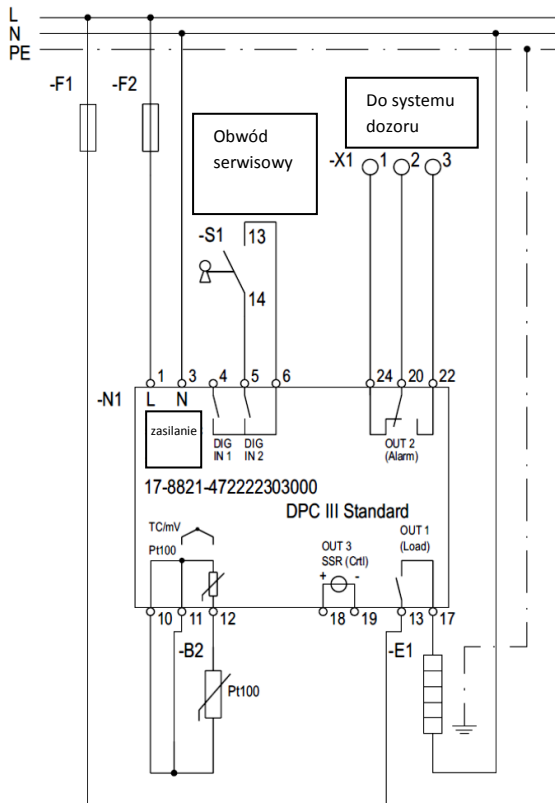 L
N
PE
-F1
-F2
Obwód
serwisowy
Do systemu
dozoru
-X1 1 2 3
-S1 13
14
1 3 4 5 6 24 20 22
-N1 L N
zasilanie
DIG
IN 1
DIG
IN 2
OUT 2
(Alarm)
17-8821-472222303000
DPC III Standard
TC/mV
Pt100
OUT 3
SSR (Crtl)
+ -
OUT 1
(Load)
10 11 12 18 19 13 17
-B2
-E1
Pt100